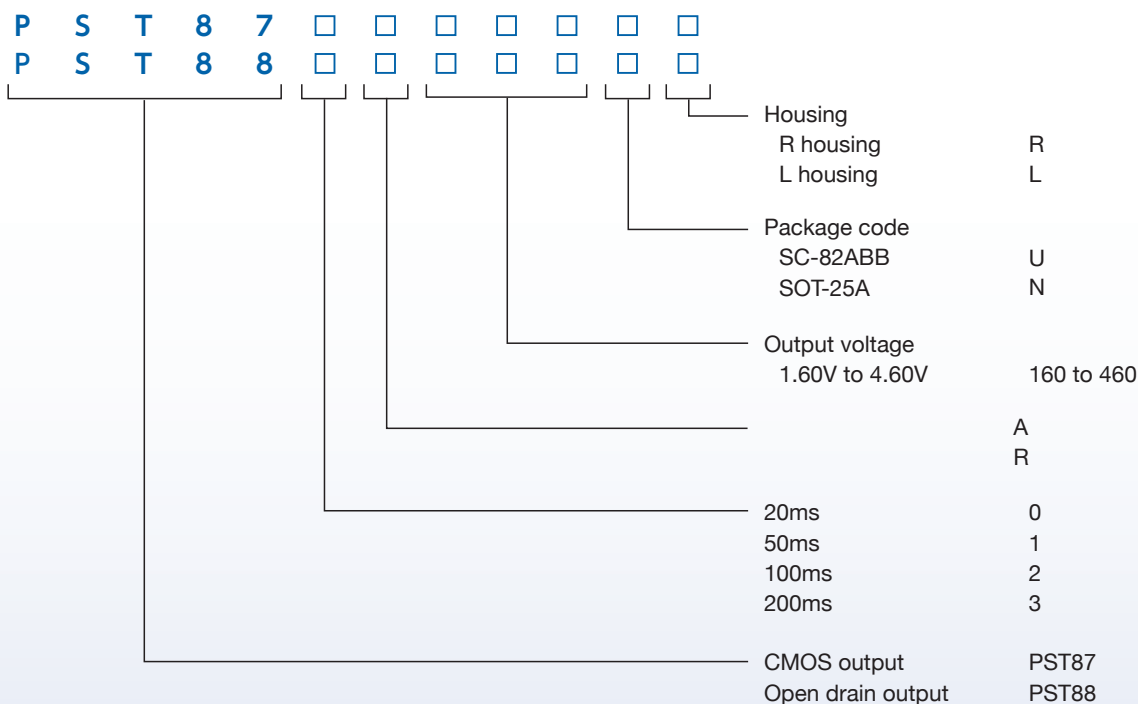 P S T 8 7 □ □ □ □ □ □ □
P S T 8 8 □ □ □ □ □ □ □
Housing
R housing R
L housing L
Package code
SC-82ABB U
SOT-25A N
Output voltage
1.60V to 4.60V 160 to 460
A
R
20ms 0
50ms 1
100ms 2
200ms 3
CMOS output PST87
Open drain output PST88